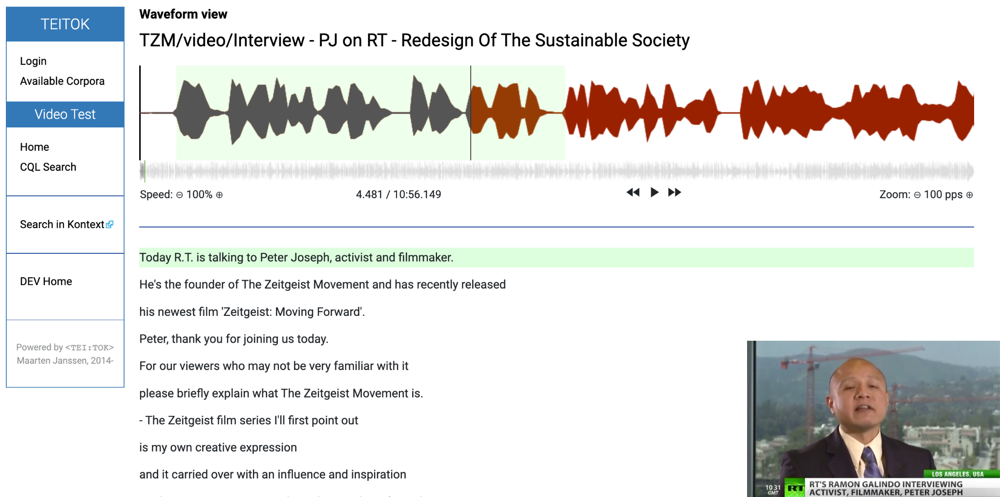 TEITOK
Login
Available Corpora
Video Test
Home
CQL Search
Search in Kontext
DEV Home
Powered by <TEI:TOK>
Maarten Janssen, 2014-
Waveform view
TZM/video/Interview - PJ on RT - Redesign Of The Sustainable Society
Speed: ⊖ 100% ⊕
4.481 / 10:56.149
Zoom: ⊖ 100 pps ⊕
Today R.T. is talking to Peter Joseph, activist and filmmaker.
He's the founder of The Zeitgeist Movement and has recently released
his newest film 'Zeitgeist: Moving Forward'.
Peter, thank you for joining us today.
For our viewers who may not be very familiar with it
please briefly explain what The Zeitgeist Movement is.
- The Zeitgeist film series I'll first point out
is my own creative expression
and it carried over with an influence and inspiration
LOS ANGELES, USA
10 31
GMT
RT
RT'S RAMON GALINDO INTERVIEWING
ACTIVIST, FILMMAKER, PETER JOSEPH